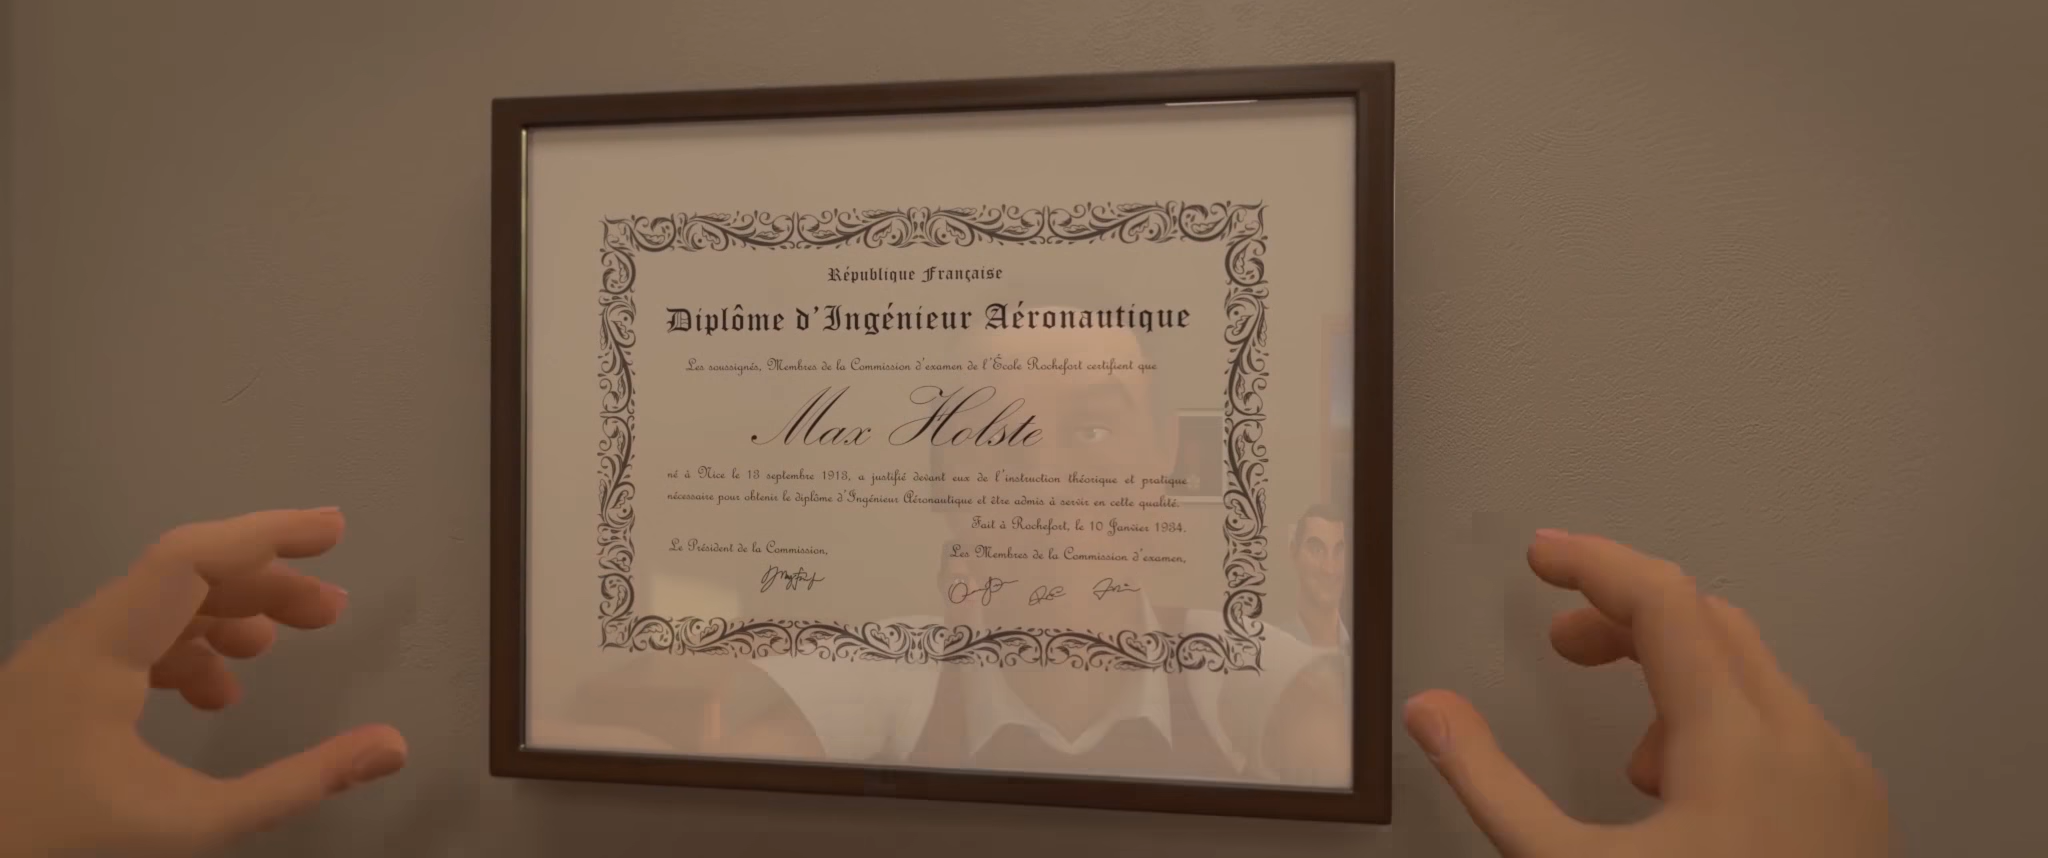 République Française
Diplôme d'Ingénieur Aéronautique
Les soussignés, Membres de la Commission d'examen de l'École Rochefort certifient que
Max Holste
né à Nice le 13 septembre 1913, a justifié devant eux de l'instruction théorique et pratique
nécessaire pour obtenir le diplôme d'Ingénieur Aéronautique et être admis à servir en cette qualité.
Fait à Rochefort, le 10 Janvier 1934.
Le Président de la Commission,
Les Membres de la Commission d'examen,